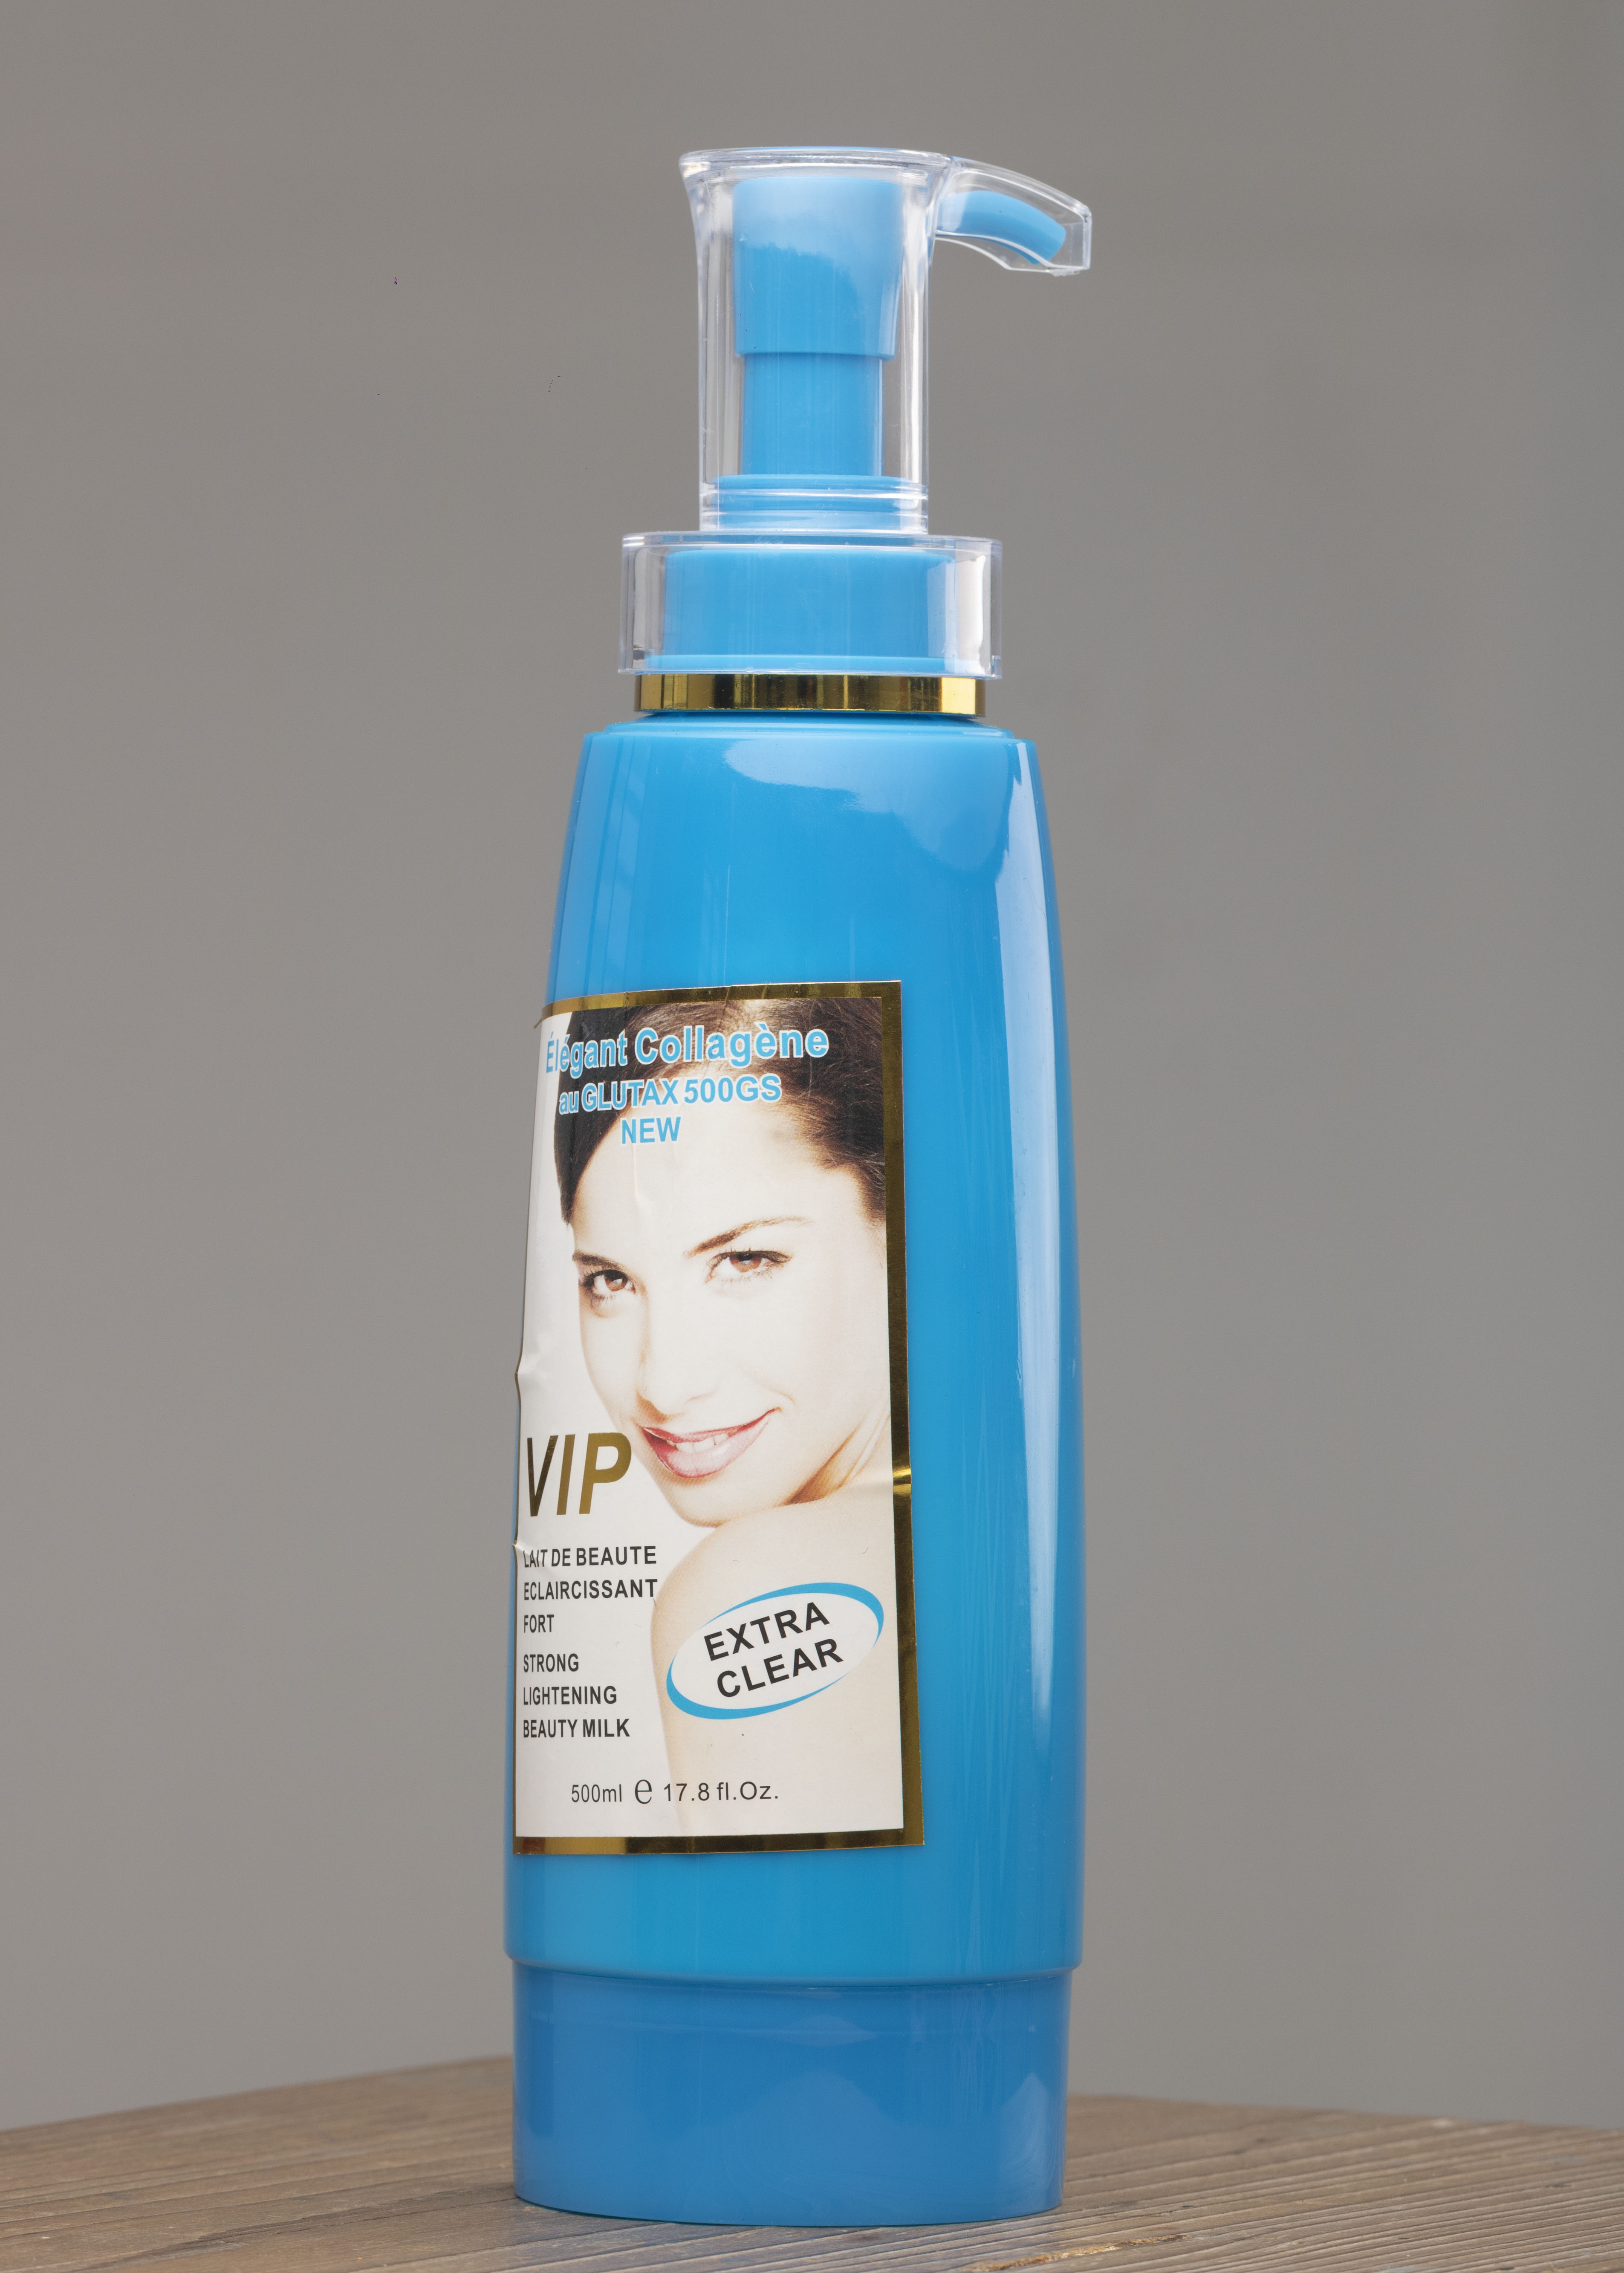 Élégant Collagène
au GLUTAX 500GS
NEW
VIP
LAIT DE BEAUTE
ECLAIRCISSANT
FORT
STRONG
LIGHTENING
BEAUTY MILK
EXTRA
CLEAR
500ml e 17.8 fl.Oz.